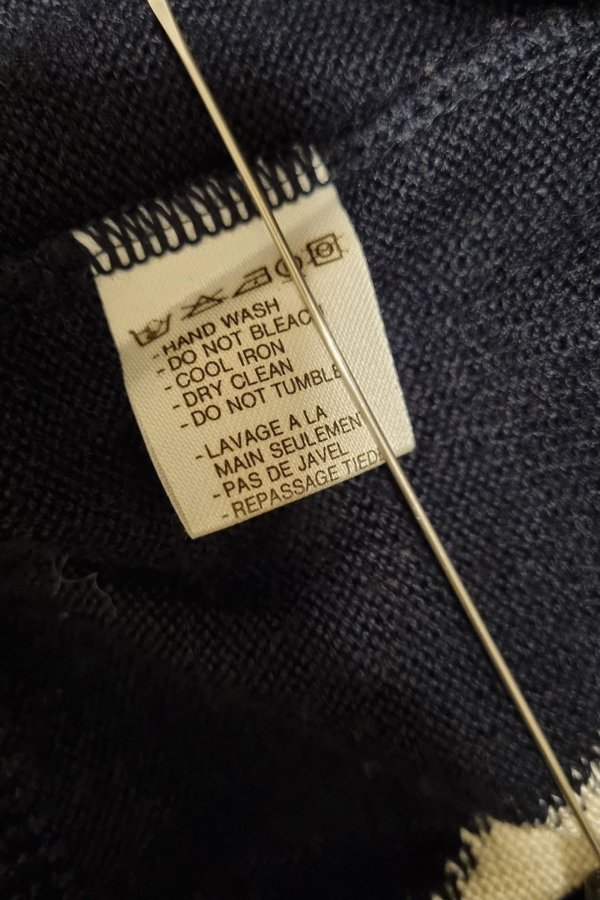 -HAND WASH
-DO NOT BLEACH
-COOL IRON
-DRY CLEAN
-DO NOT TUMBLE
-LAVAGE A LA
MAIN SEULEMENT
-PAS DE JAVEL
-REPASSAGE TIEDE